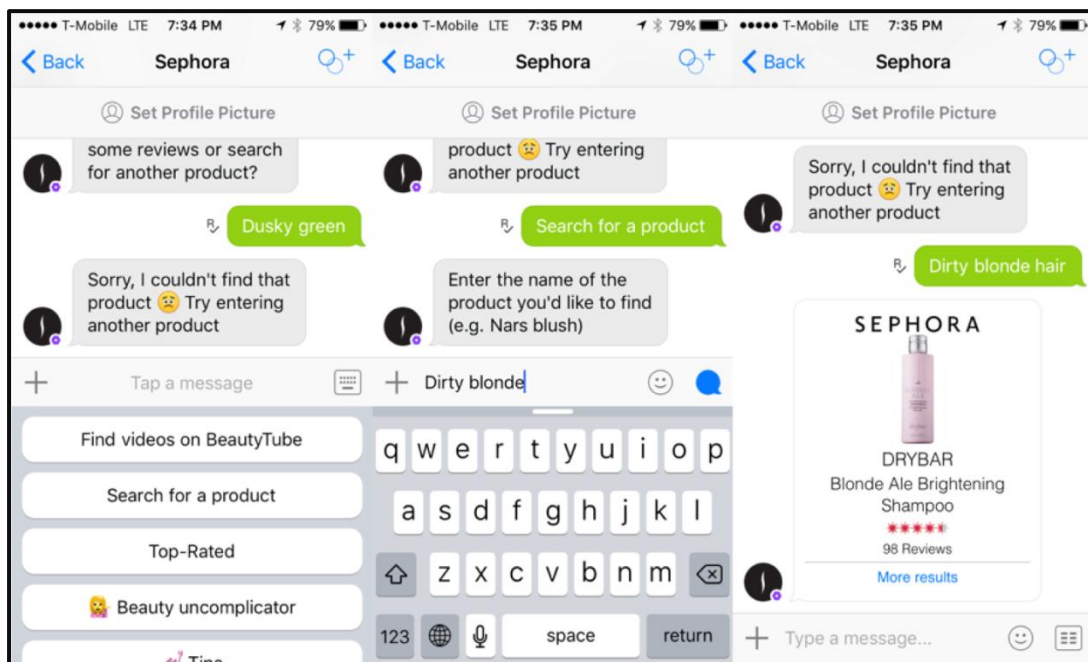 T-Mobile LTE 7:34 PM 79%
Back Sephora
Set Profile Picture
some reviews or search
for another product?
Dusky green
Sorry, I couldn't find that
product 😟 Try entering
another product
Tap a message
Find videos on BeautyTube
Search for a product
Top-Rated
💁 Beauty uncomplicator
💅 Tips
T-Mobile LTE 7:35 PM 79%
Back Sephora
Set Profile Picture
product 😟 Try entering
another product
Search for a product
Enter the name of the
product you'd like to find
(e.g. Nars blush)
Dirty blonde
q w e r t y u i o p
a s d f g h j k l
z x c v b n m
123 space return
T-Mobile LTE 7:35 PM 79%
Back Sephora
Set Profile Picture
Sorry, I couldn't find that
product 😟 Try entering
another product
Dirty blonde hair
SEPHORA
DRYBAR
Blonde Ale Brightening
Shampoo
98 Reviews
More results
Type a message...